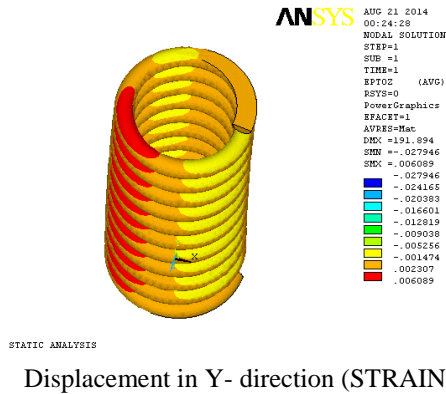 ANSYS
AUG 21 2014
00:24:28
NODAL SOLUTION
STEP=1
SUB =1
TIME=1
EPTOZ (AVG)
RSYS=0
PowerGraphics
EFACET=1
AVRES=Mat
DMX =191.894
SMN =-.027946
SMX =.006089
-.027946
-.024165
-.020383
-.016601
-.012819
-.009038
-.005256
-.001474
.002307
.006089
X
STATIC ANALYSIS
Displacement in Y- direction (STRAIN